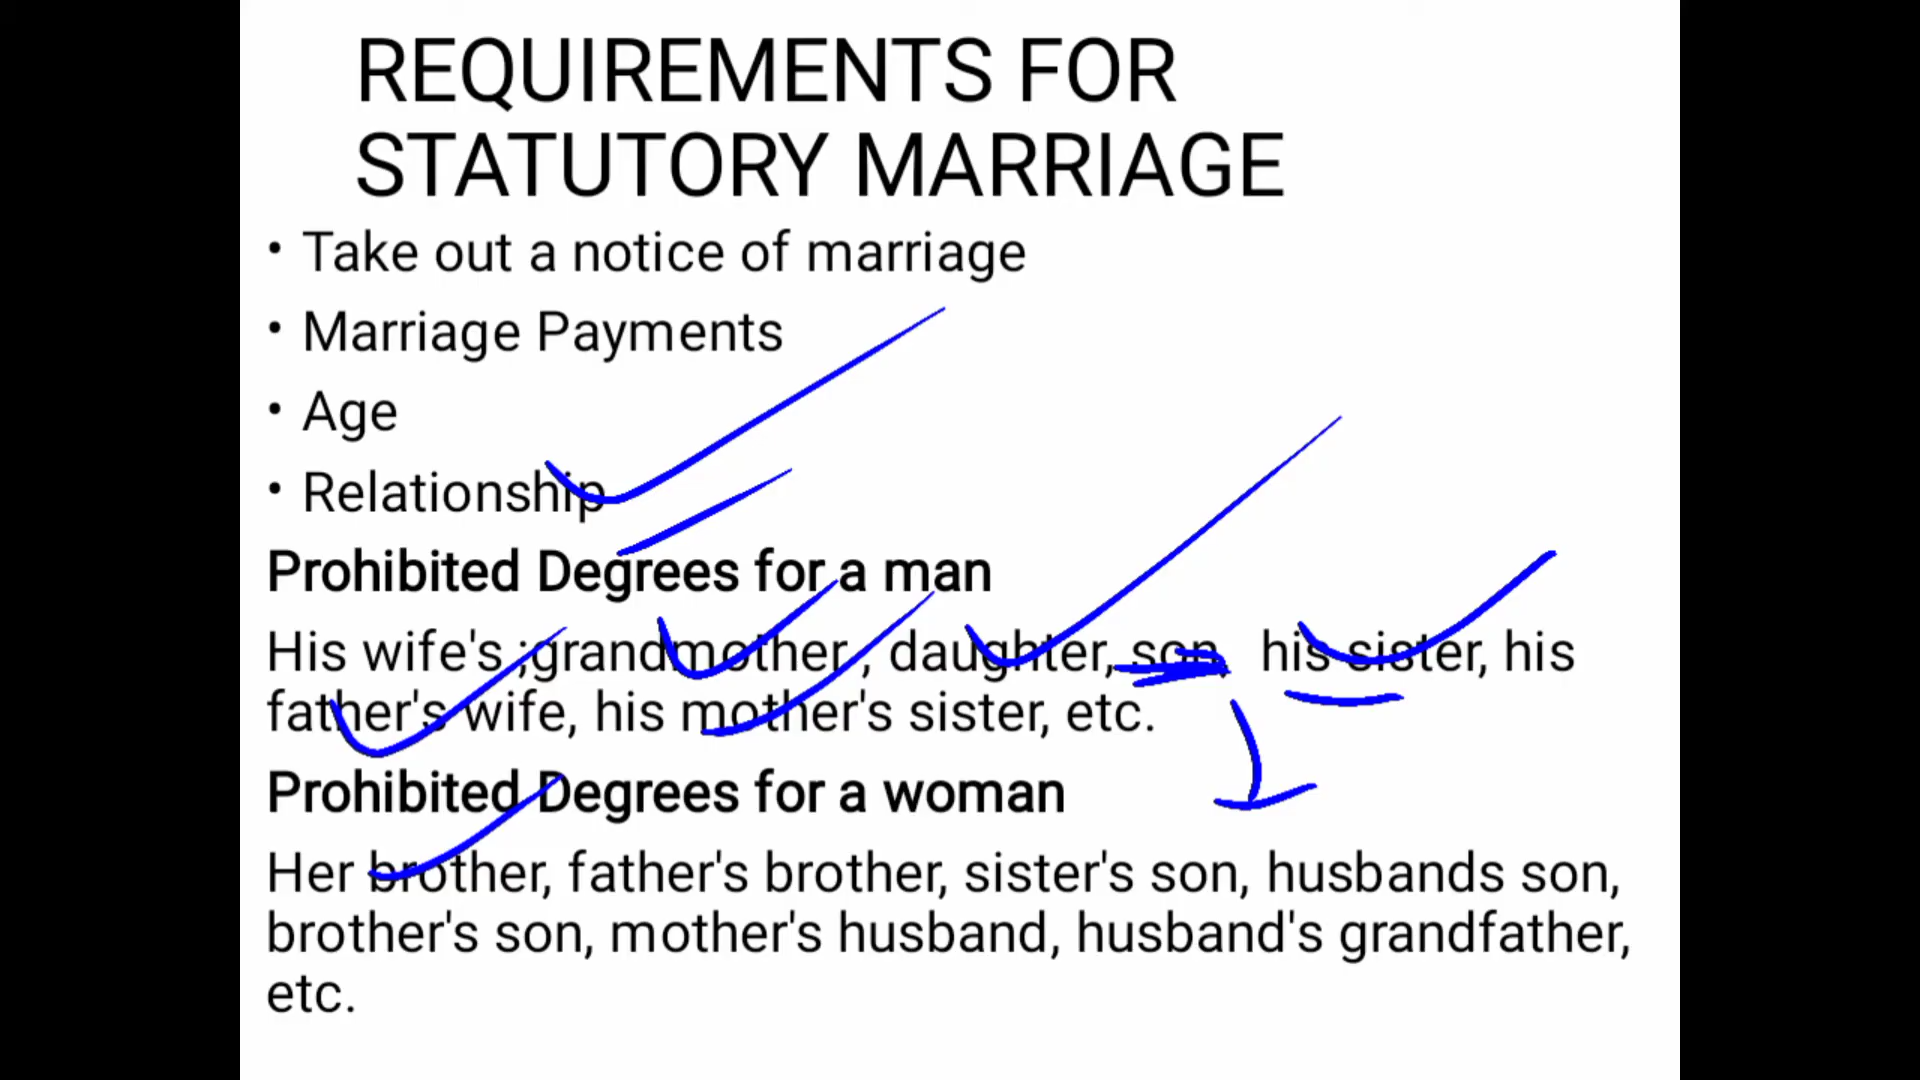 REQUIREMENTS FOR
STATUTORY MARRIAGE
• Take out a notice of marriage
• Marriage Payments
• Age
• Relationship
Prohibited Degrees for a man
His wife's ;grandmother , daughter, son, his sister, his
father's wife, his mother's sister, etc.
Prohibited Degrees for a woman
Her brother, father's brother, sister's son, husbands son,
brother's son, mother's husband, husband's grandfather,
etc.